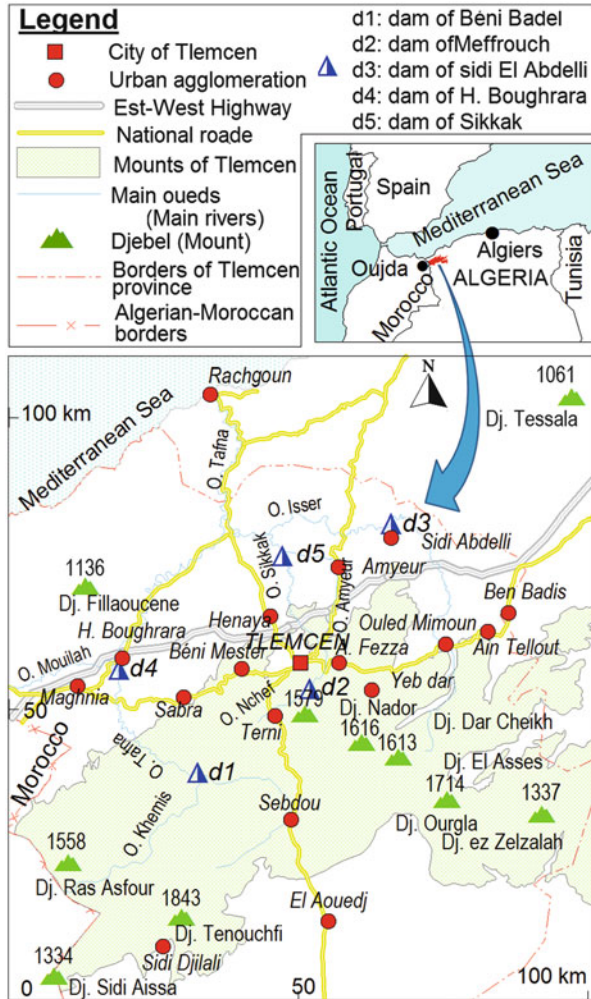 Legend
City of Tlemcen
Urban agglomeration
Est-West Highway
National roade
Mounts of Tlemcen
Main oueds
(Main rivers)
Djebel (Mount)
Borders of Tlemcen
province
Algerian-Moroccan
borders
d1: dam of Béni Badel
d2: dam of Meffrouch
d3: dam of sidi El Abdelli
d4: dam of H. Boughrara
d5: dam of Sikkak
Atlantic Ocean
Portugal
Spain
Mediterranean Sea
Algiers
Oujda
ALGERIA
Morocco
Tunisia
Rachgoun
N
1061
100 km
Dj. Tessala
Mediterranean Sea
O. Tafna
O. Isser
d3
Sidi Abdelli
d5
O. Sikkak
Amyeur
O. Amyeur
1136
Dj. Fillaoucene
Ben Badis
Henaya
Ouled Mimoun
H. Boughrara
TLEMCEN
Ain Tellout
O. Mouilah
Béni Mester
A. Fezza
d4
d2
Yeb dar
Maghnia
Sabra
O. Nchef
1579
Dj. Nador
50
Terni
1616
1613
Dj. Dar Cheikh
Morocco
O. Tafna
d1
Dj. El Asses
1714
1337
O. Khemis
Sebdou
Dj. Ourgla
Dj. ez Zelzalah
1558
Dj. Ras Asfour
1843
Dj. Tenouchfi
El Aouedj
Sidi Djilali
1334
Dj. Sidi Aissa
0
50
100 km